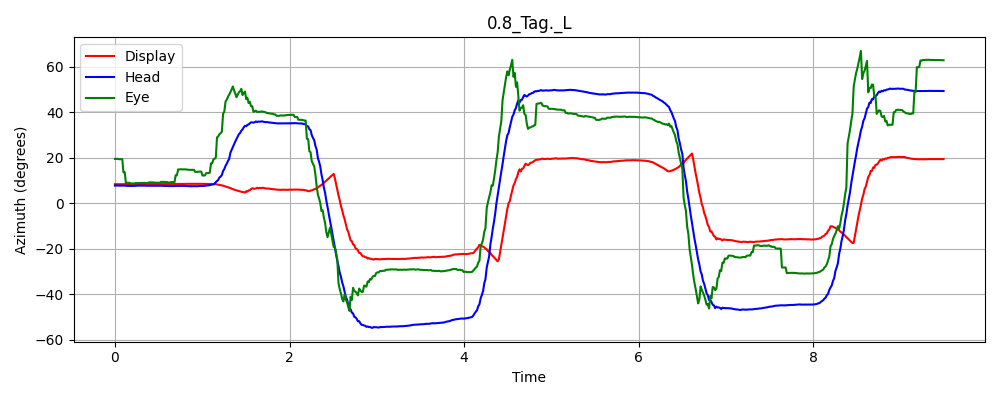 0.8_Tag._L
Display
Head
Eye
Azimuth (degrees)
60
40
20
0
−20
−40
−60
0 2 4 6 8
Time